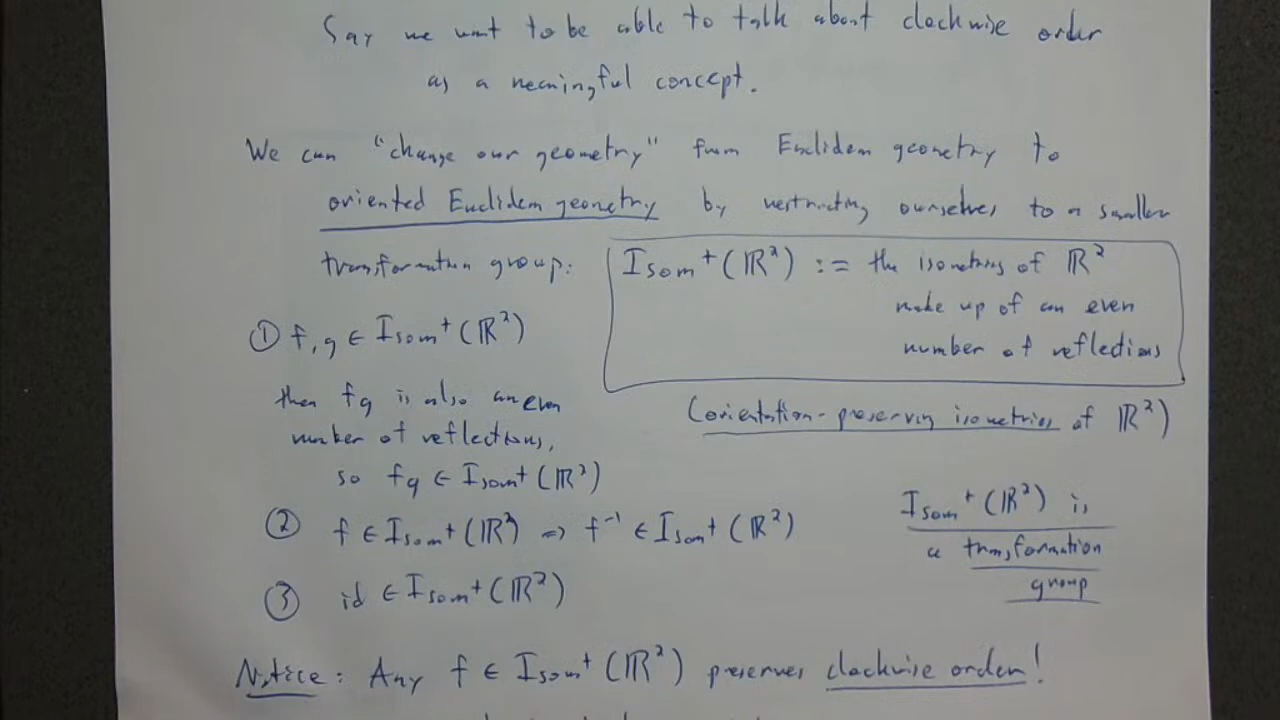 Say we want to be able to talk about clockwise order
as a meaningful concept.
We can "change our geometry" from Euclidean geometry to
oriented Euclidean geometry by restricting ourselves to a smaller
transformation group:
Isom⁺(ℝ²) := the isometries of ℝ²
made up of an even
number of reflections
(orientation-preserving isometries of ℝ²)
① f,g ∈ Isom⁺(ℝ²)
then fg is also an even
number of reflections,
so fg ∈ Isom⁺(ℝ²)
② f ∈ Isom⁺(ℝ²) => f⁻¹ ∈ Isom⁺(ℝ²)
③ id ∈ Isom⁺(ℝ²)
Isom⁺(ℝ²) is
a transformation
group
Notice: Any f ∈ Isom⁺(ℝ²) preserves clockwise order!